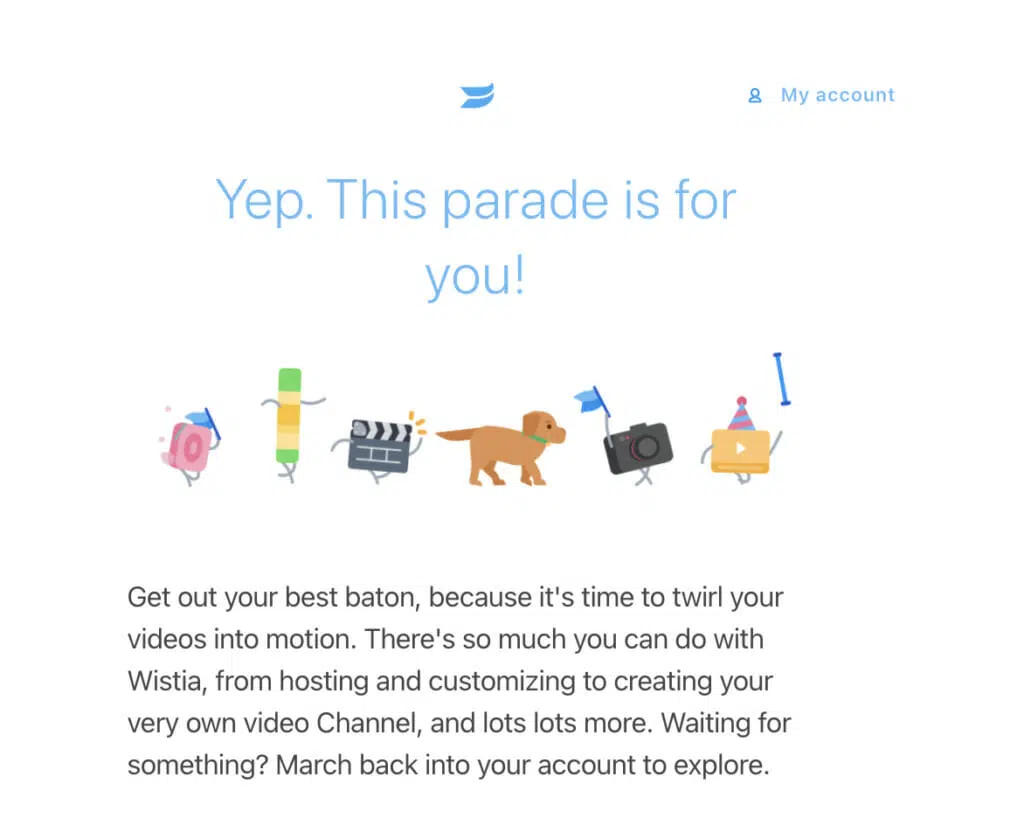 My account
Yep. This parade is for
you!
Get out your best baton, because it's time to twirl your
videos into motion. There's so much you can do with
Wistia, from hosting and customizing to creating your
very own video Channel, and lots lots more. Waiting for
something? March back into your account to explore.